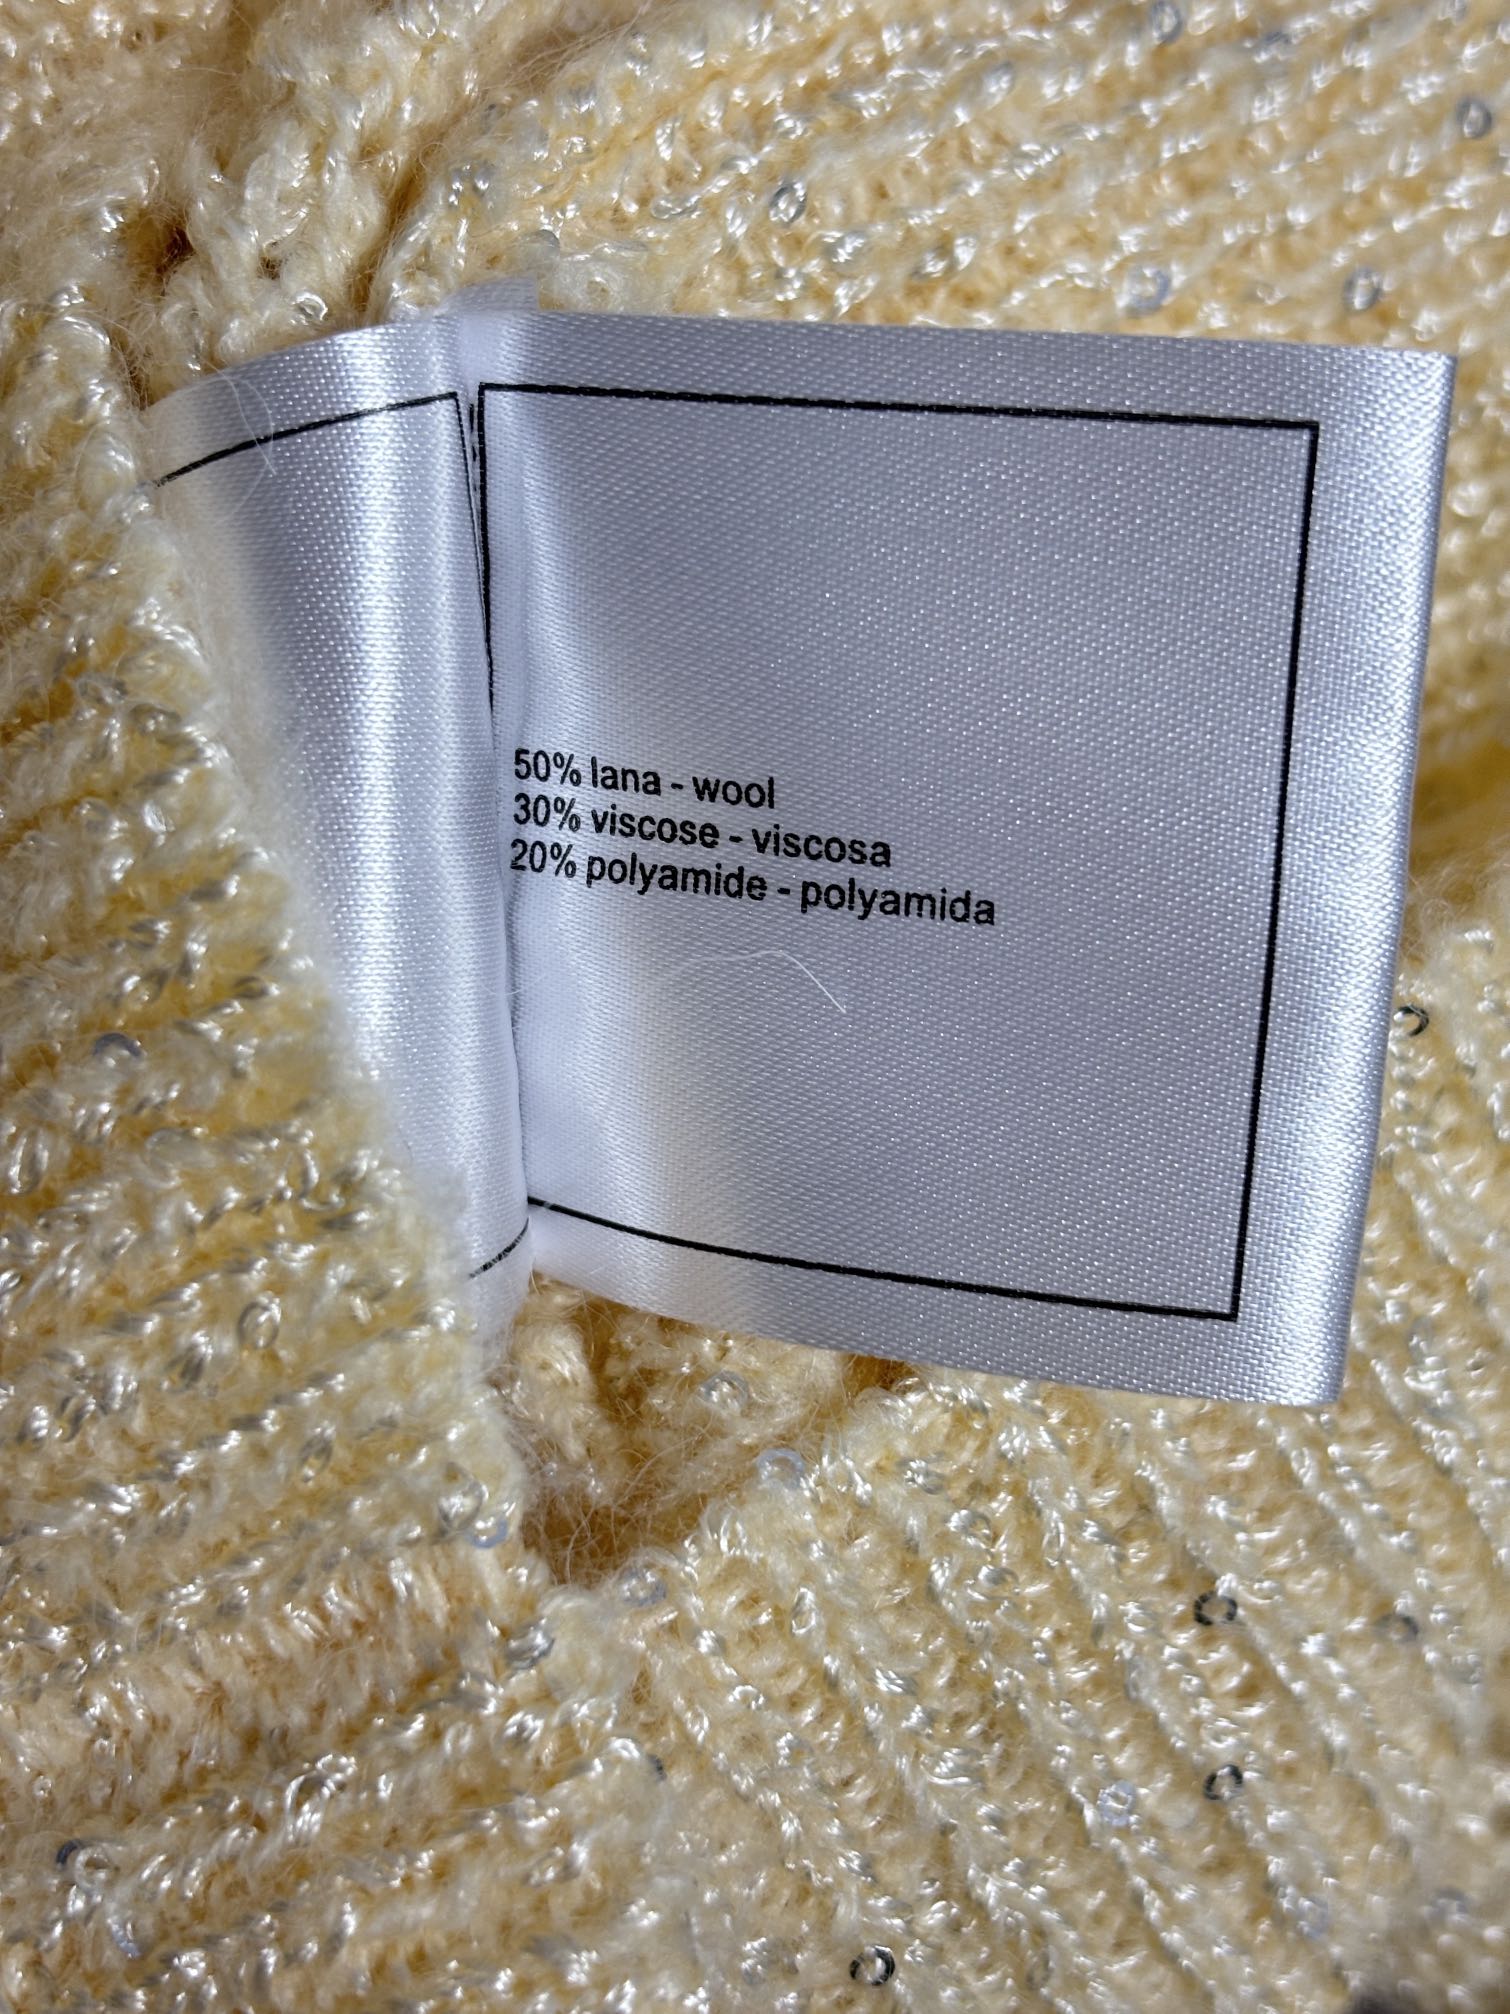 50% lana - wool
30% viscose - viscosa
20% polyamide - polyamida